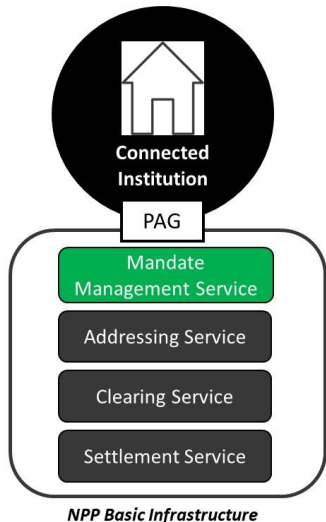 Connected
Institution
PAG
Mandate
Management Service
Addressing Service
Clearing Service
Settlement Service
NPP Basic Infrastructure